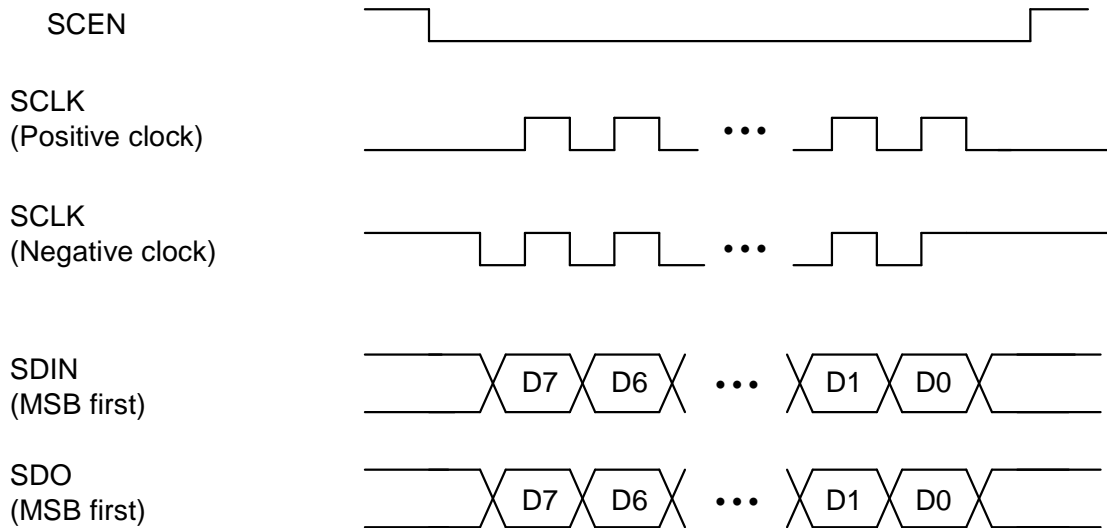 SCEN
SCLK
(Positive clock)
•••
SCLK
(Negative clock)
•••
SDIN
(MSB first)
D7 D6 ••• D1 D0
SDO
(MSB first)
D7 D6 ••• D1 D0